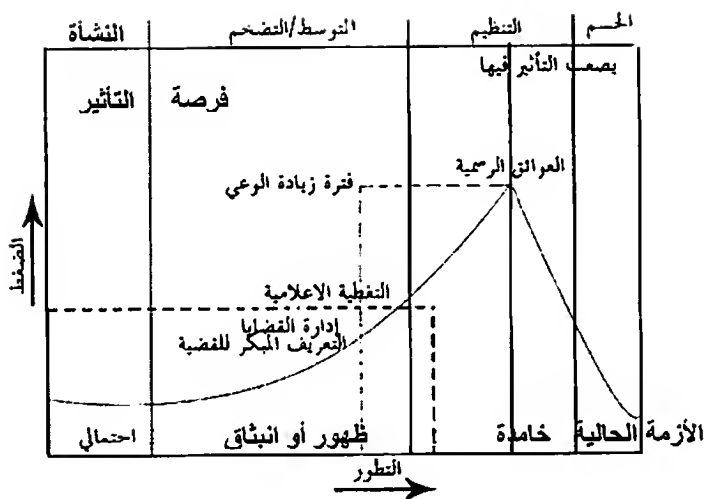 النشأة
التوسط/التضخم
التنظيم
الحسم
يصعب التأثير فيها
فرصة التأثير
العوائق الرسمية
فترة زيادة الوعي
الضغط
التغطية الاعلامية
إدارة القضايا
التعريف المبكر للقضية
احتمالي
ظهور أو انبثاق
خامدة
الأزمة الحالية
التطور